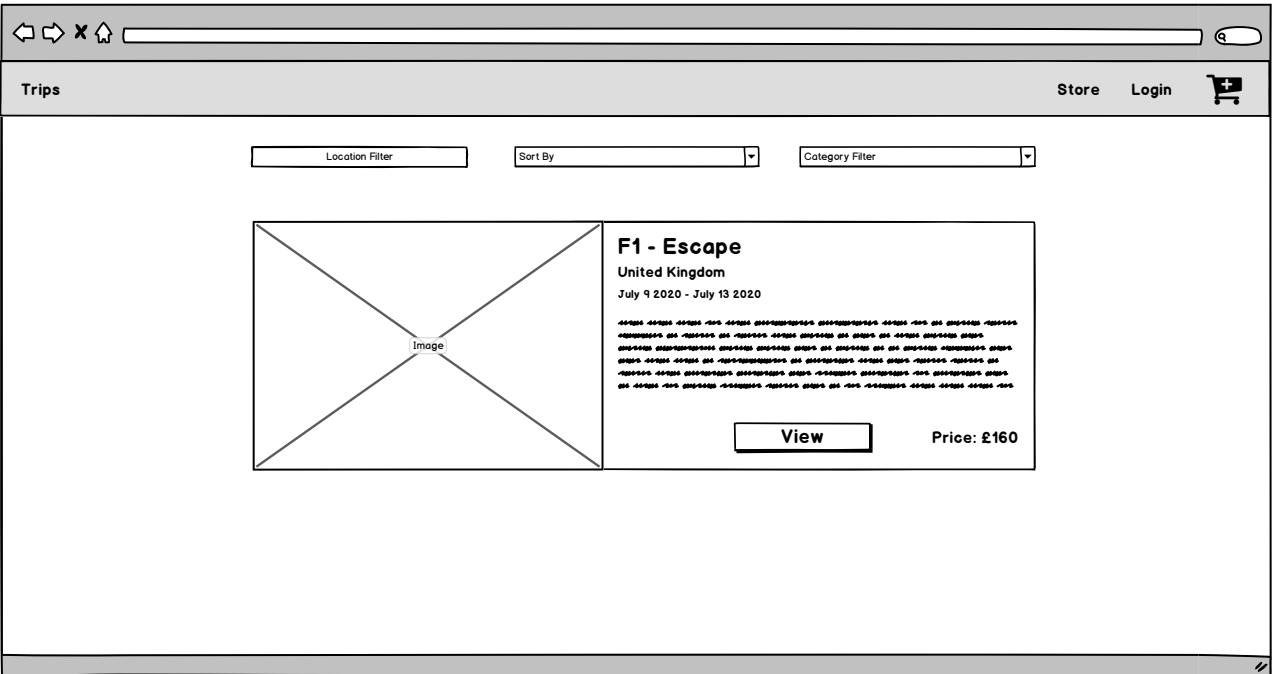 Trips
Store
Login
Location Filter
Sort By
Category Filter
Image
F1 - Escape
United Kingdom
July 9 2020 - July 13 2020
View
Price: £160